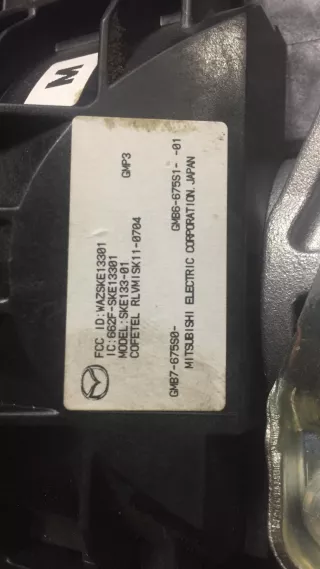 M
FCC ID:WAZSKE13301
IC:662F-SKE13301
MODEL:SKE133-01
COFETEL RLVMISK11-0704
GMP3
GMB7-675S0-
GMB6-675S1- -01
MITSUBISHI ELECTRIC CORPORATION.JAPAN